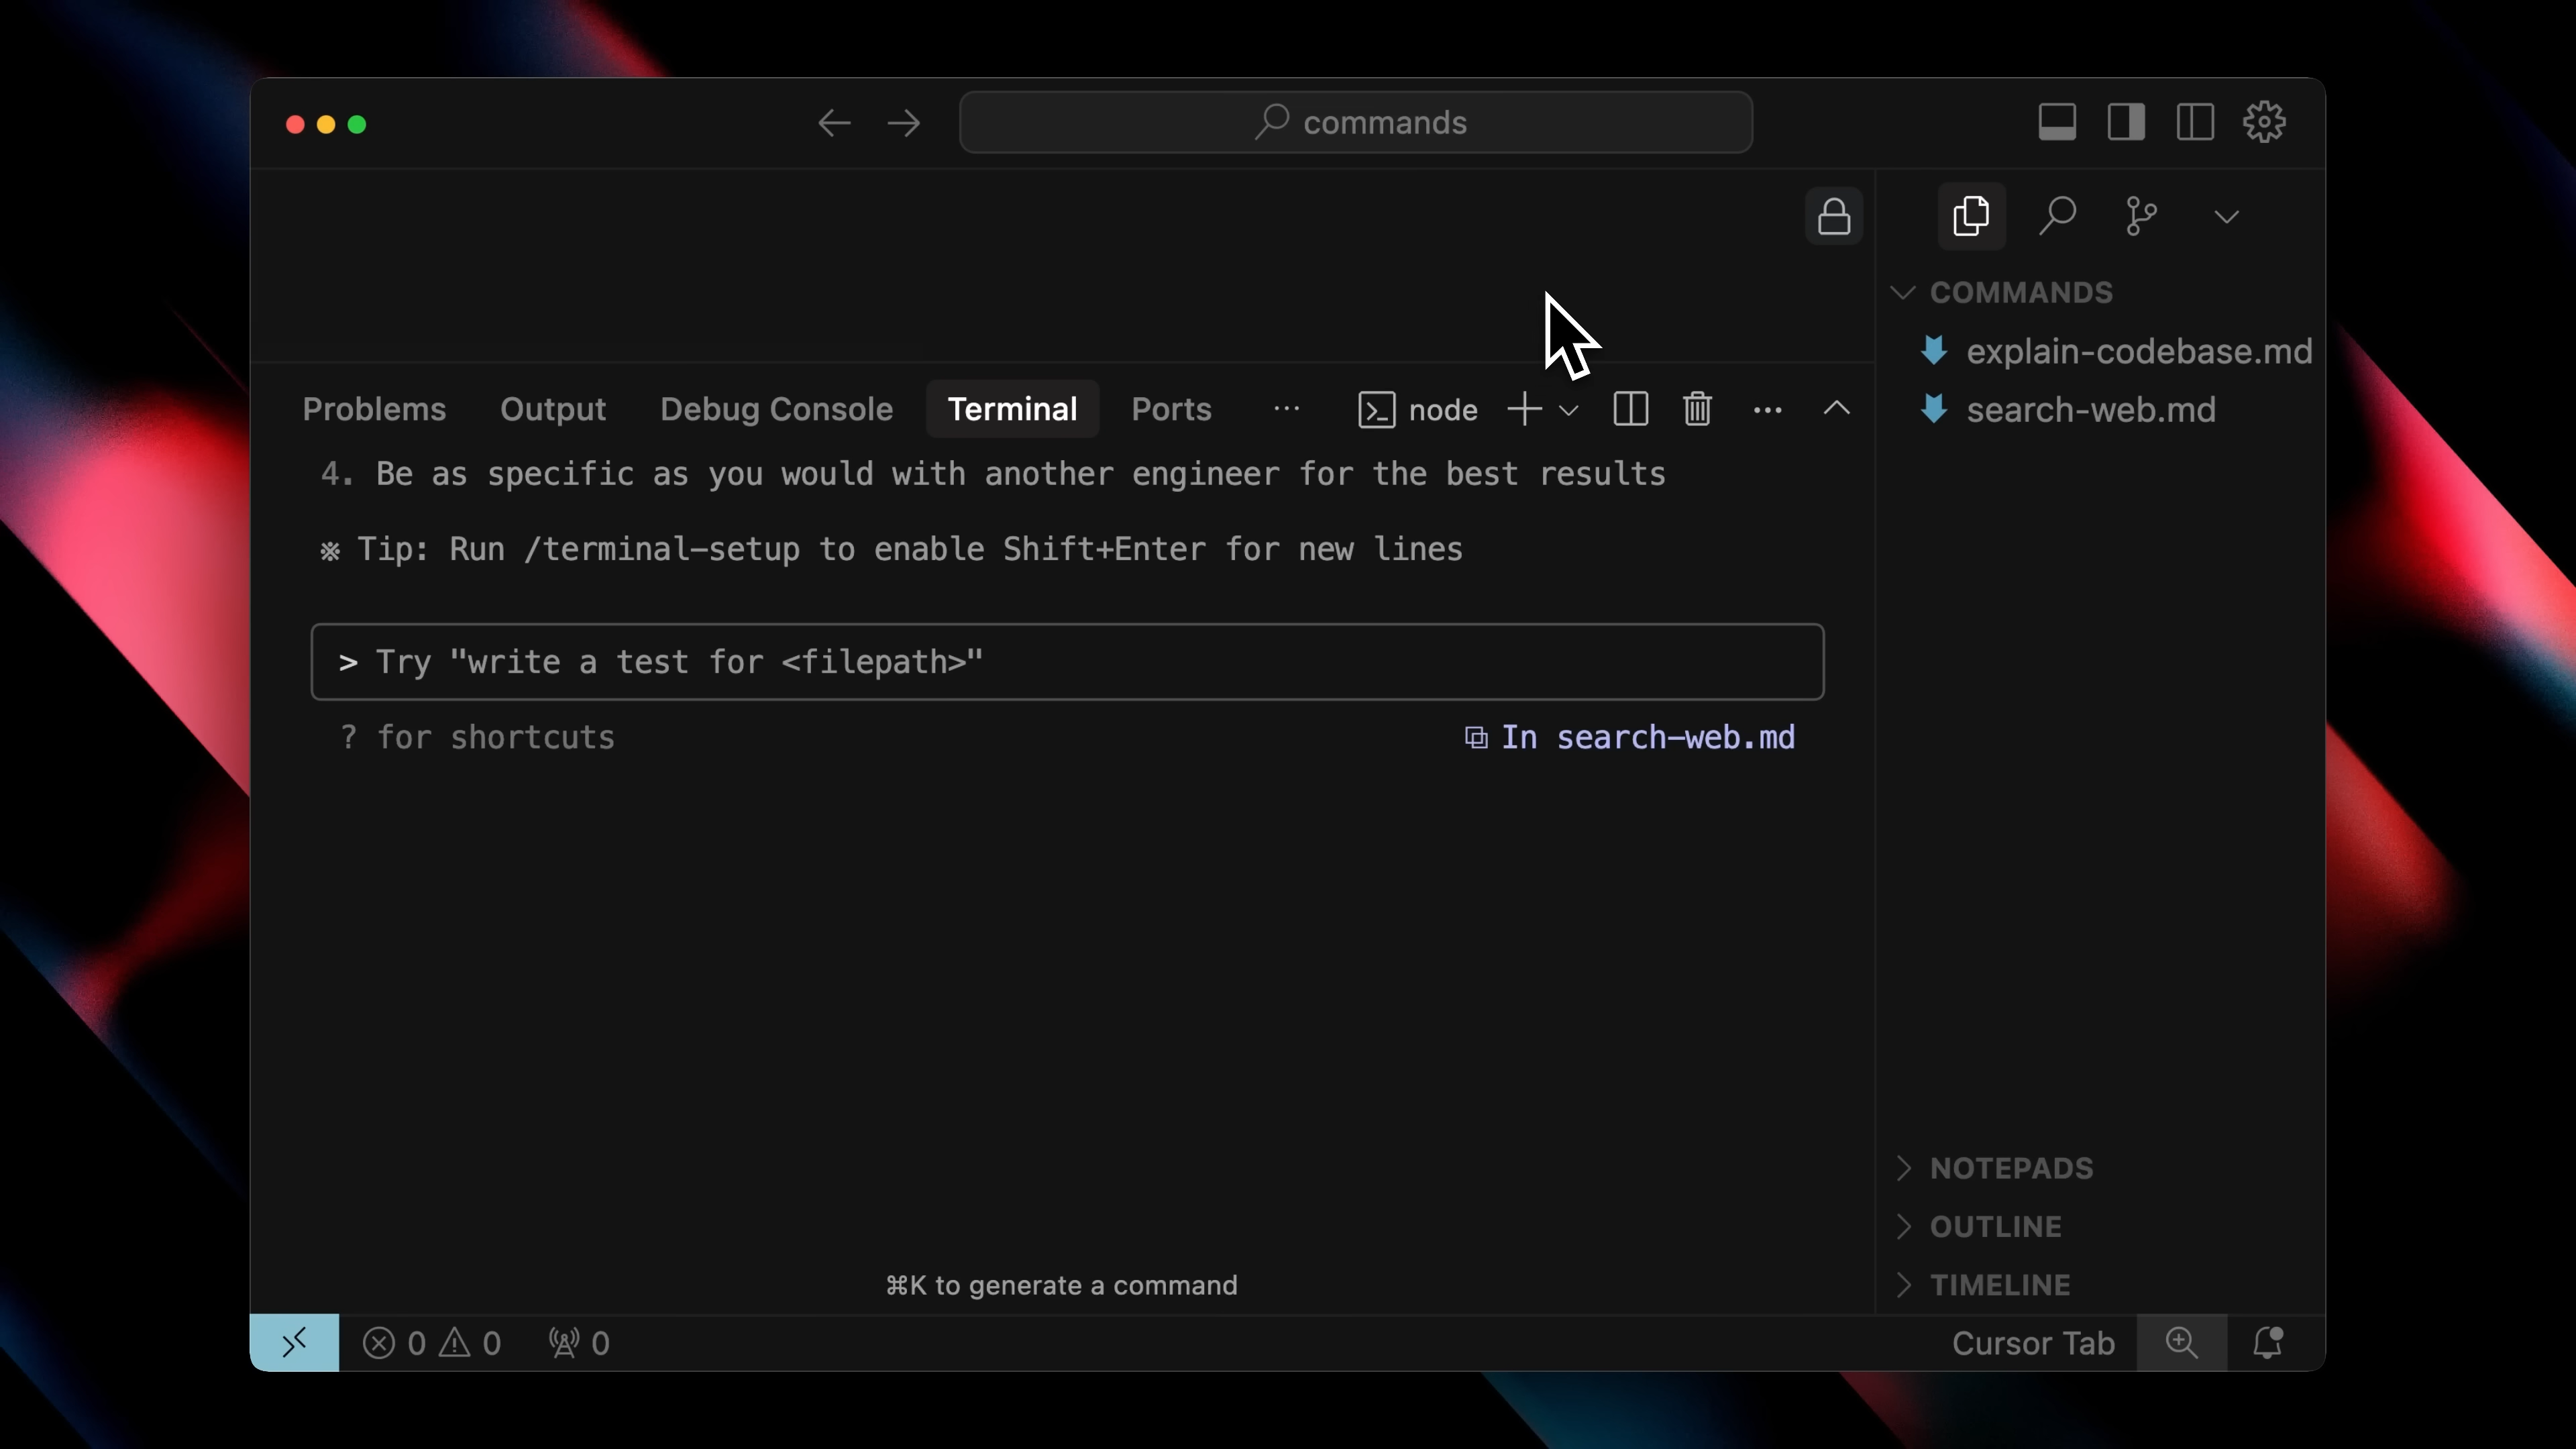 commands
COMMANDS
explain-codebase.md
search-web.md
Problems Output Debug Console Terminal Ports ... node
4. Be as specific as you would with another engineer for the best results
※ Tip: Run /terminal-setup to enable Shift+Enter for new lines
> Try "write a test for <filepath>"
? for shortcuts
In search-web.md
⌘K to generate a command
NOTEPADS
OUTLINE
TIMELINE
0 0 0
Cursor Tab